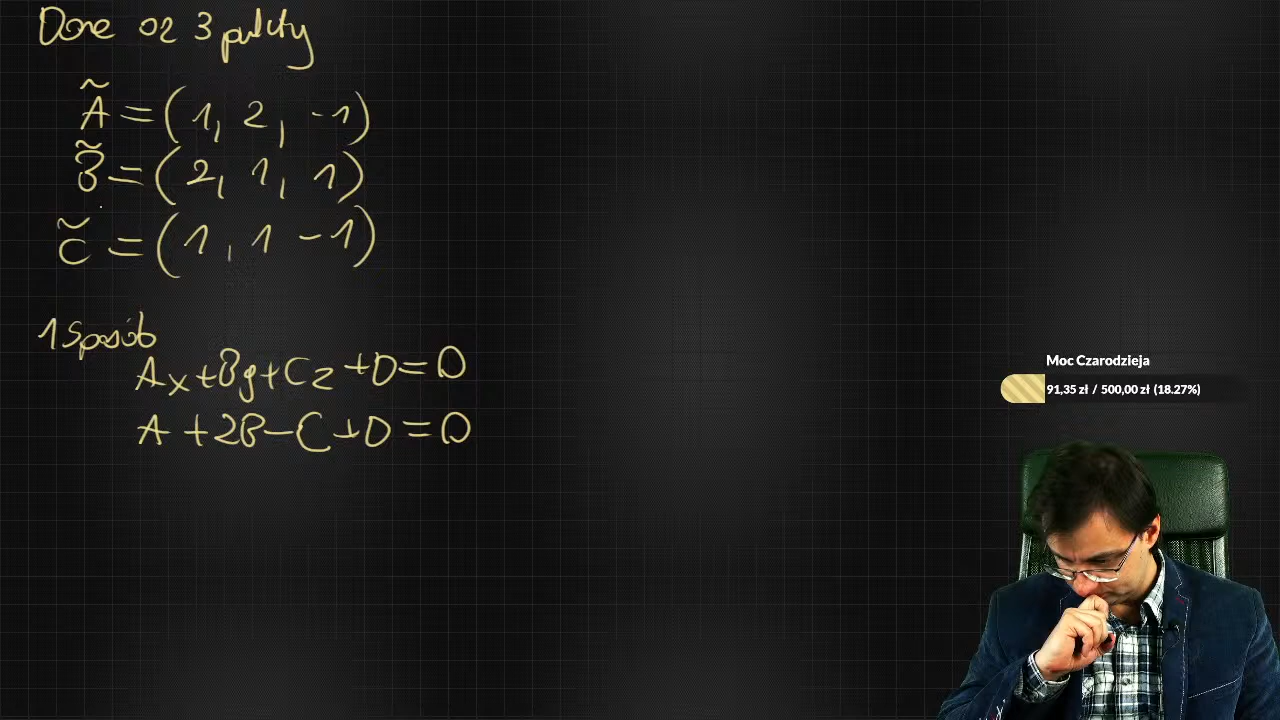 Dane są 3 punkty
Ã = (1, 2, -1)
B̃ = (2, 1, 1)
C̃ = (1, 1 -1)
1 sposób
Ax + By + Cz + D = 0
A + 2B - C + D = 0
Moc Czarodzieja
91,35 zł / 500,00 zł (18.27%)